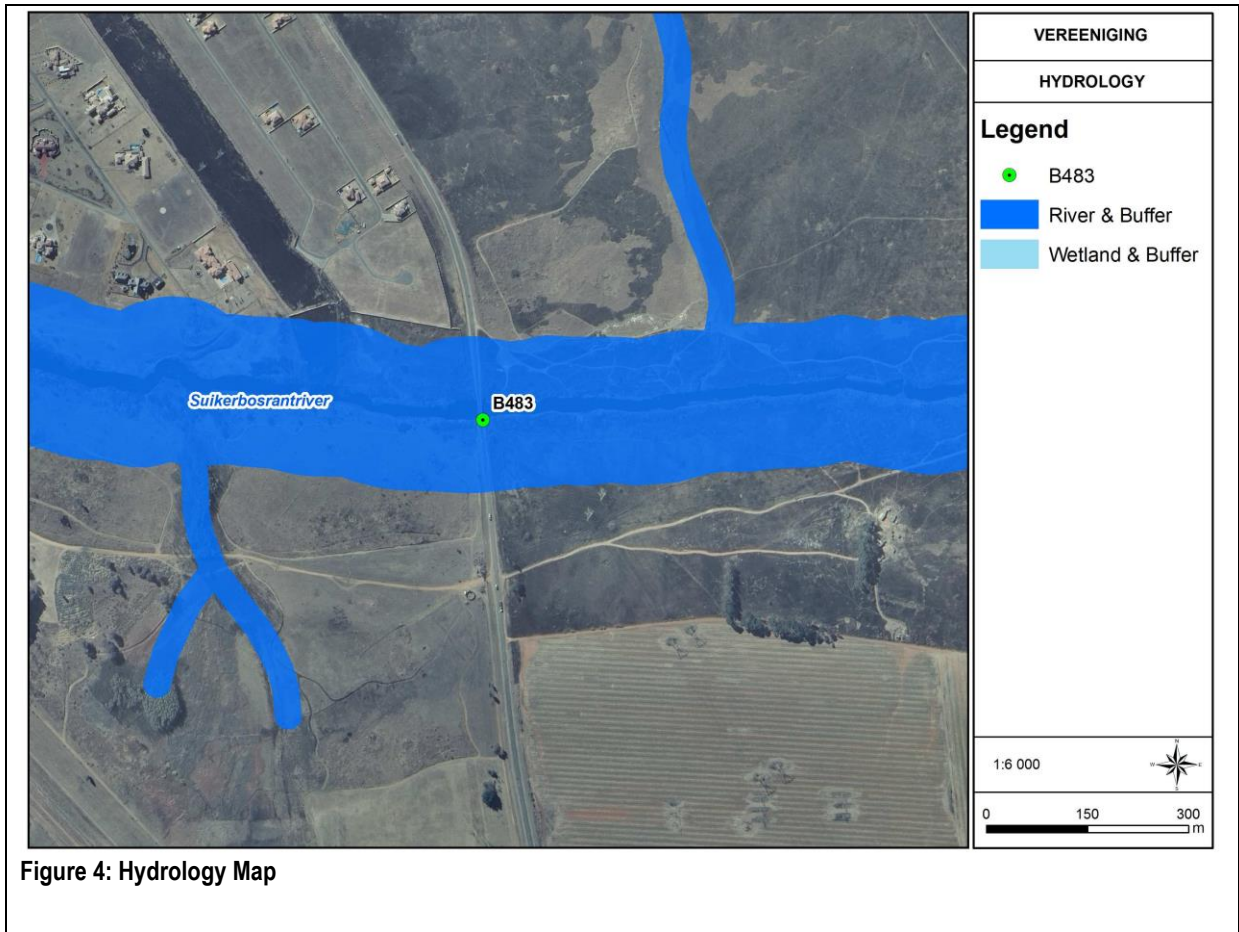 VEREENIGING
HYDROLOGY
Legend
B483
River & Buffer
Wetland & Buffer
Suikerbosrantriver
B483
N
W E
S
1:6 000
0 150 300
m
Figure 4: Hydrology Map